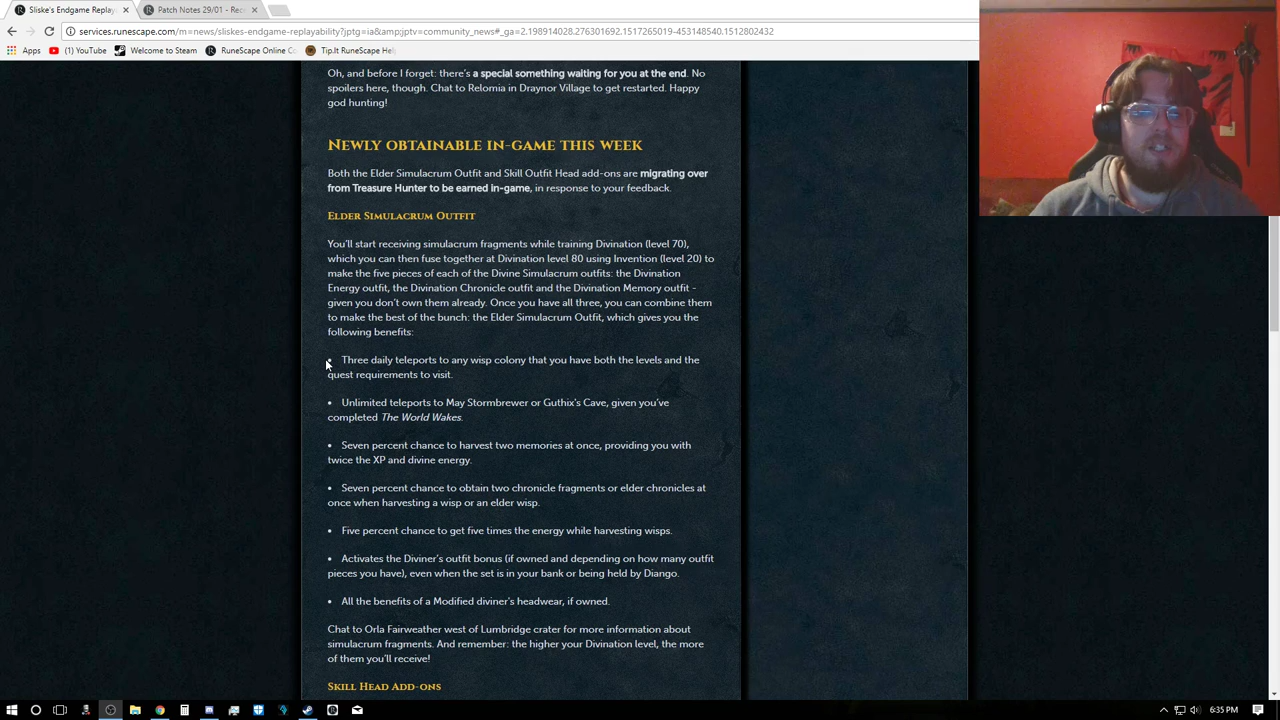 Sliske's Endgame Replaya
Patch Notes 29/01 - Rec
services.runescape.com/m=news/sliskes-endgame-replayability?jptg=ia&amp;jptv=community_news#_ga=2.198914028.276301692.1517265019-453148540.1512802432
Apps
(1) YouTube
Welcome to Steam
RuneScape Online Co
Tip.It RuneScape Hel
Oh, and before I forget: there's a special something waiting for you at the end. No
spoilers here, though. Chat to Relomia in Draynor Village to get restarted. Happy
god hunting!
Newly obtainable in-game this week
Both the Elder Simulacrum Outfit and Skill Outfit Head add-ons are migrating over
from Treasure Hunter to be earned in-game, in response to your feedback.
Elder Simulacrum Outfit
You'll start receiving simulacrum fragments while training Divination (level 70),
which you can then fuse together at Divination level 80 using Invention (level 20) to
make the five pieces of each of the Divine Simulacrum outfits: the Divination
Energy outfit, the Divination Chronicle outfit and the Divination Memory outfit -
given you don't own them already. Once you have all three, you can combine them
to make the best of the bunch: the Elder Simulacrum Outfit, which gives you the
following benefits:
• Three daily teleports to any wisp colony that you have both the levels and the
quest requirements to visit.
• Unlimited teleports to May Stormbrewer or Guthix's Cave, given you've
completed The World Wakes.
• Seven percent chance to harvest two memories at once, providing you with
twice the XP and divine energy.
• Seven percent chance to obtain two chronicle fragments or elder chronicles at
once when harvesting a wisp or an elder wisp.
• Five percent chance to get five times the energy while harvesting wisps.
• Activates the Diviner's outfit bonus (if owned and depending on how many outfit
pieces you have), even when the set is in your bank or being held by Diango.
• All the benefits of a Modified diviner's headwear, if owned.
Chat to Orla Fairweather west of Lumbridge crater for more information about
simulacrum fragments. And remember: the higher your Divination level, the more
of them you'll receive!
Skill Head Add-ons
6:35 PM